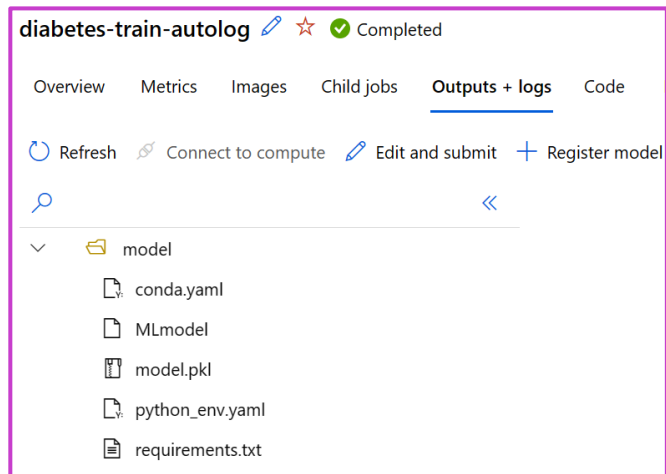 diabetes-train-autolog Completed
Overview Metrics Images Child jobs Outputs + logs Code
Refresh Connect to compute Edit and submit Register model
model
conda.yaml
MLmodel
model.pkl
python_env.yaml
requirements.txt